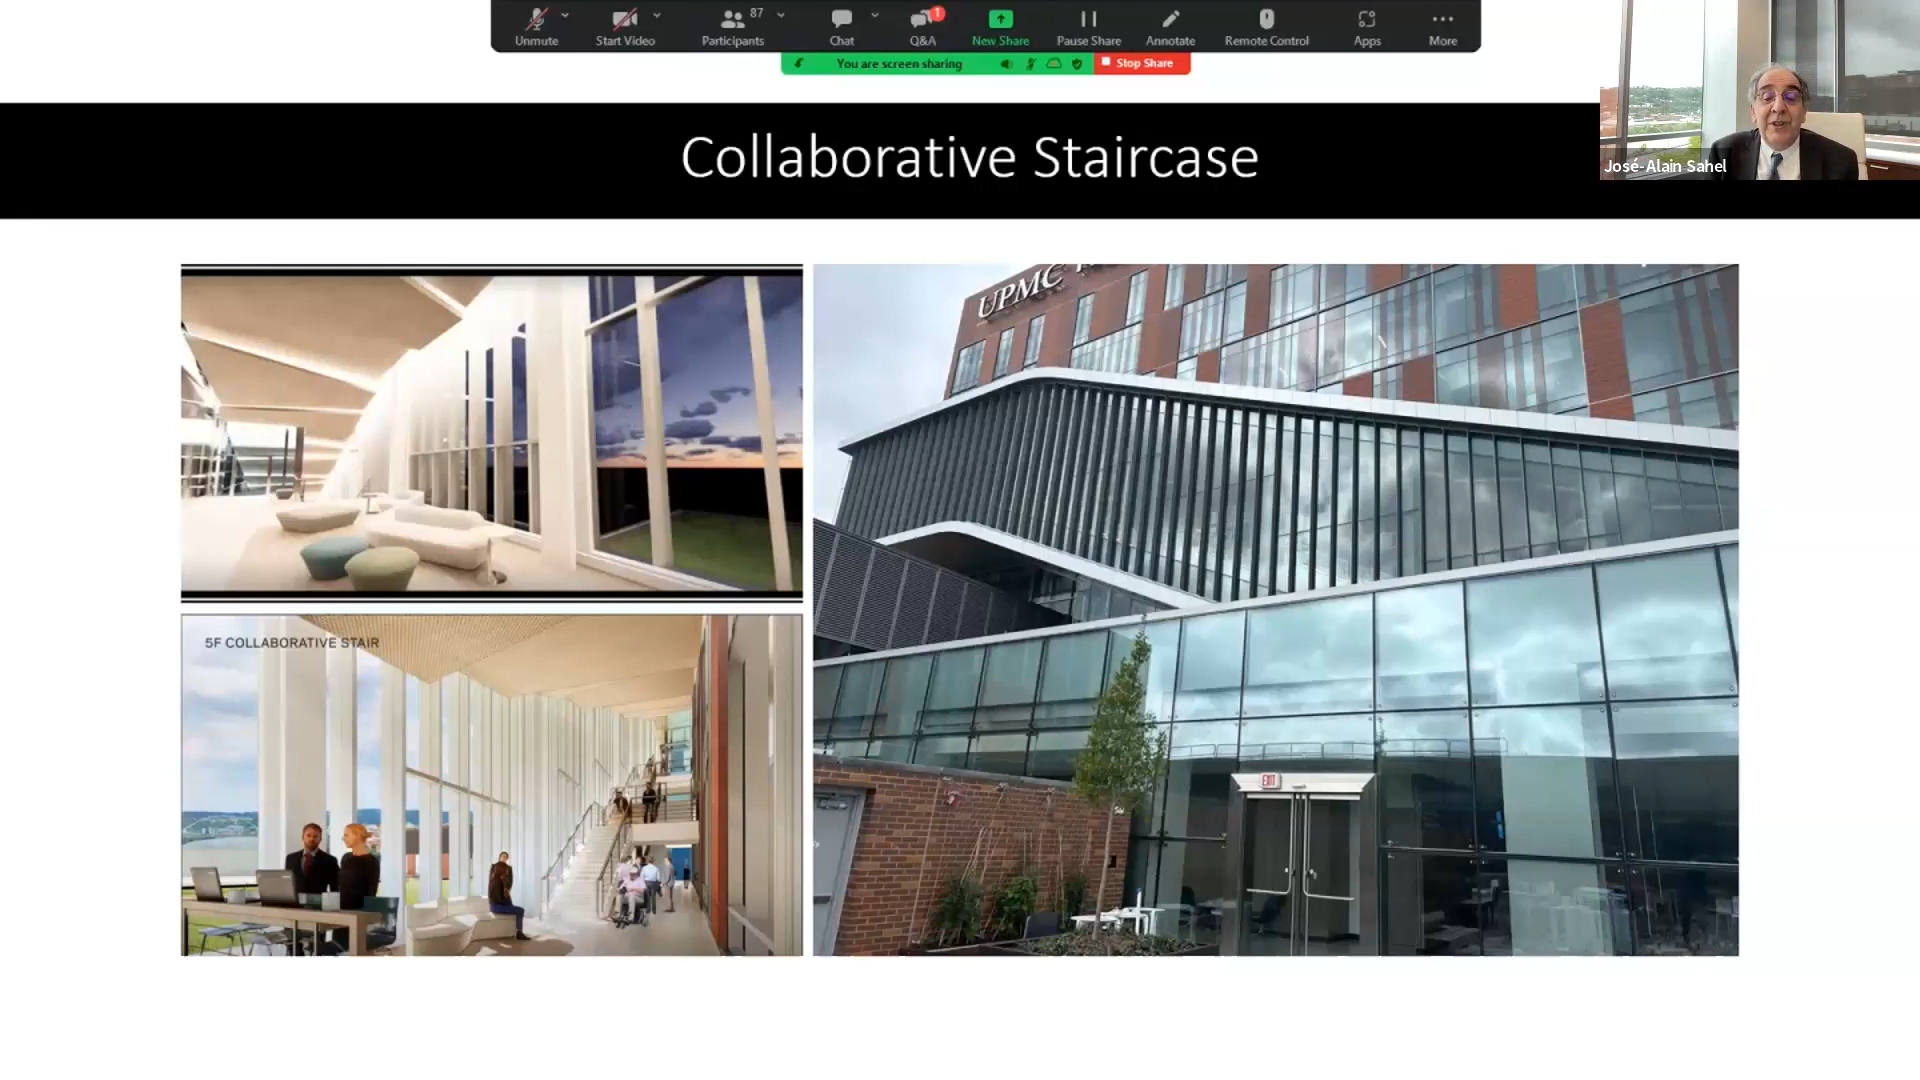 Unmute
Start Video
87
Participants
Chat
1
Q&A
New Share
Pause Share
Annotate
Remote Control
Apps
More
You are screen sharing
Stop Share
Collaborative Staircase
José-Alain Sahel
UPMC
5F COLLABORATIVE STAIR
EXIT